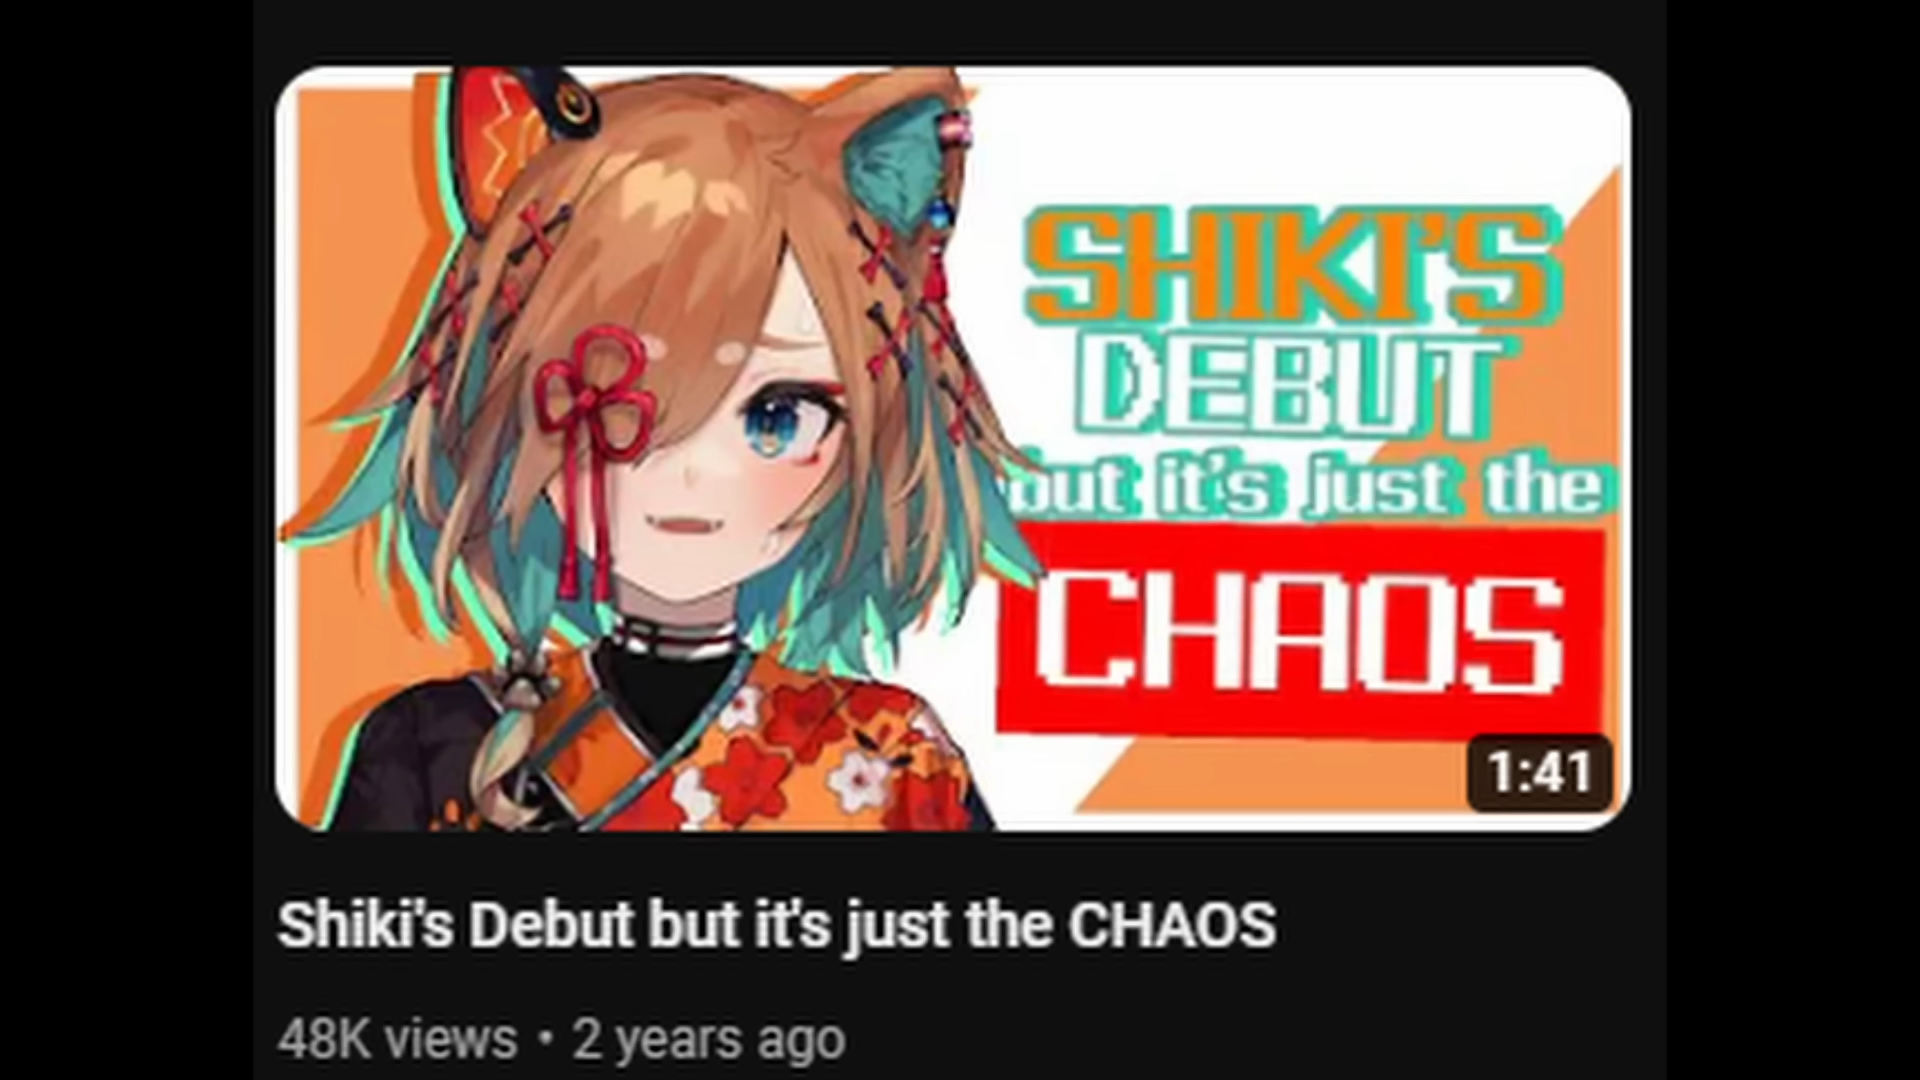 SHIKI'S
DEBUT
but it's just the
CHAOS
1:41
Shiki's Debut but it's just the CHAOS
48K views • 2 years ago